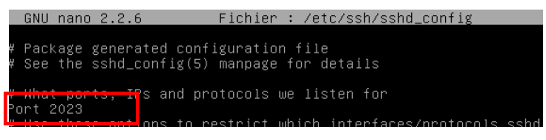 GNU nano 2.2.6 Fichier : /etc/ssh/sshd_config
# Package generated configuration file
# See the sshd_config(5) manpage for details
# What ports, IPs and protocols we listen for
Port 2023
# Use these options to restrict which interfaces/protocols sshd